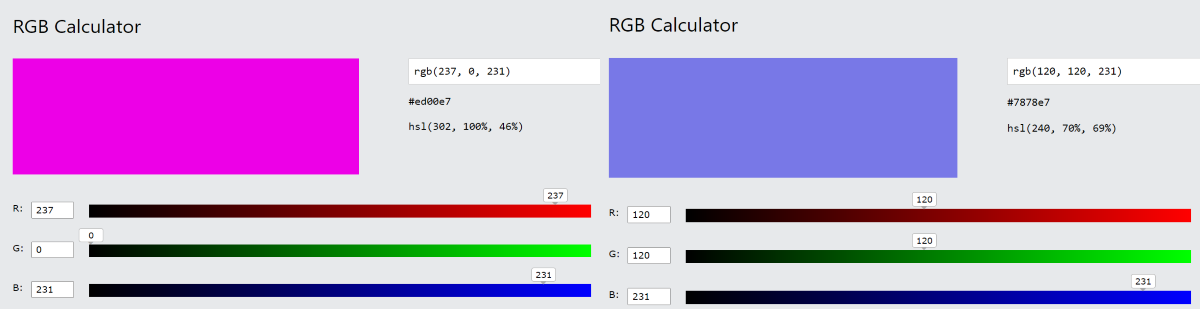 RGB Calculator
rgb(237, 0, 231)
#ed00e7
hsl(302, 100%, 46%)
237
R: 237
0
G: 0
231
B: 231
RGB Calculator
rgb(120, 120, 231)
#7878e7
hsl(240, 70%, 69%)
120
R: 120
120
G: 120
231
B: 231